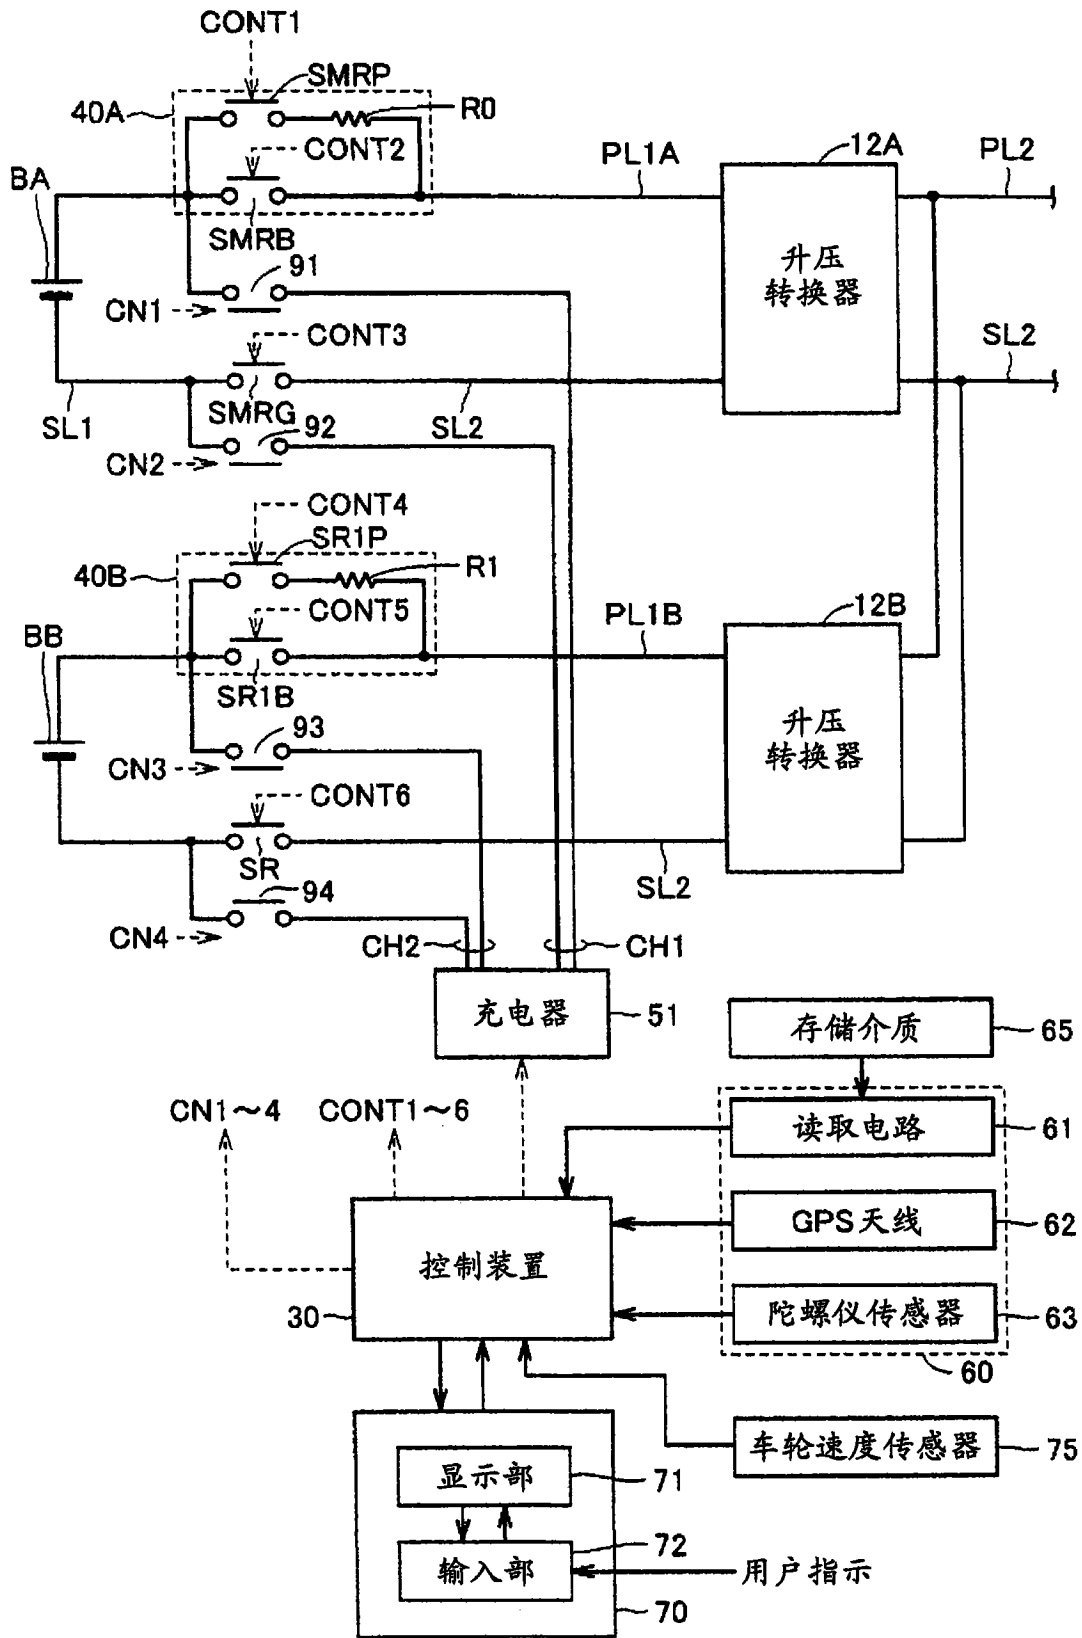 CONT1
SMRP
40A
R0
CONT2
PL1A
12A
PL2
BA
SMRB
91
升压
转换器
CN1
CONT3
SL2
SL1
SMRG
SL2
92
CN2
CONT4
SR1P
40B
R1
CONT5
PL1B
12B
BB
SR1B
93
升压
转换器
CN3
CONT6
SR
SL2
94
CN4
CH2
CH1
充电器
51
存储介质
65
CN1～4
CONT1～6
读取电路
61
GPS天线
62
控制装置
30
陀螺仪传感器
63
60
车轮速度传感器
75
显示部
71
72
输入部
用户指示
70